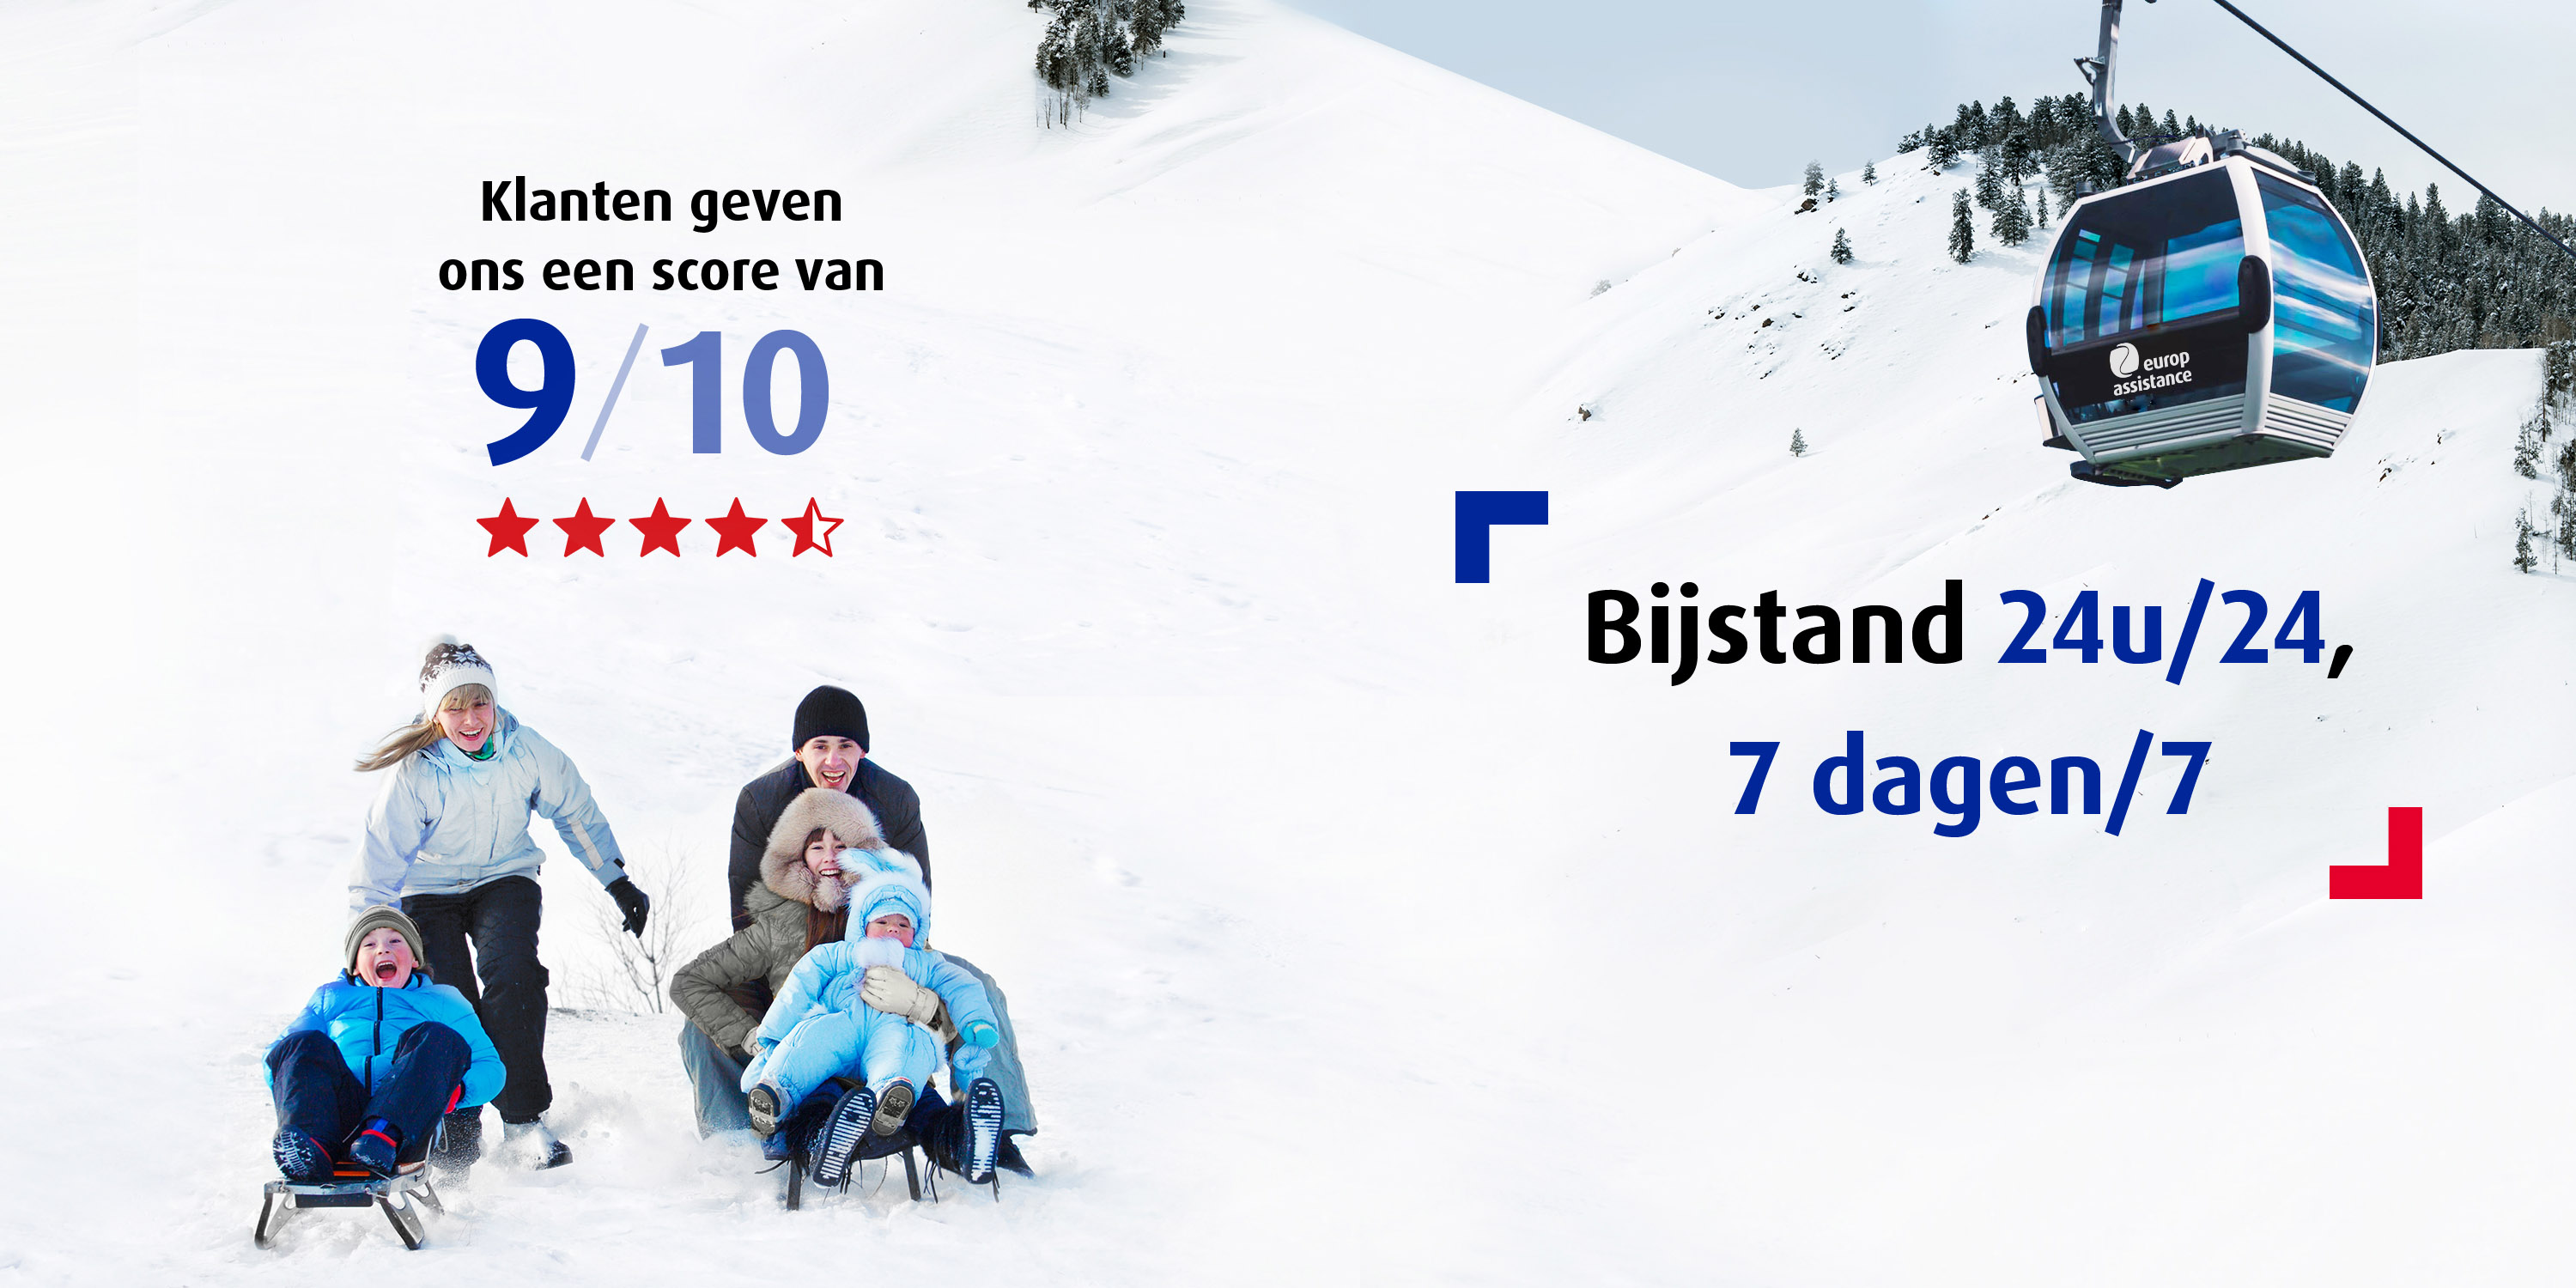 Klanten geven
ons een score van
9/10
europ
assistance
Bijstand 24u/24,
7 dagen/7